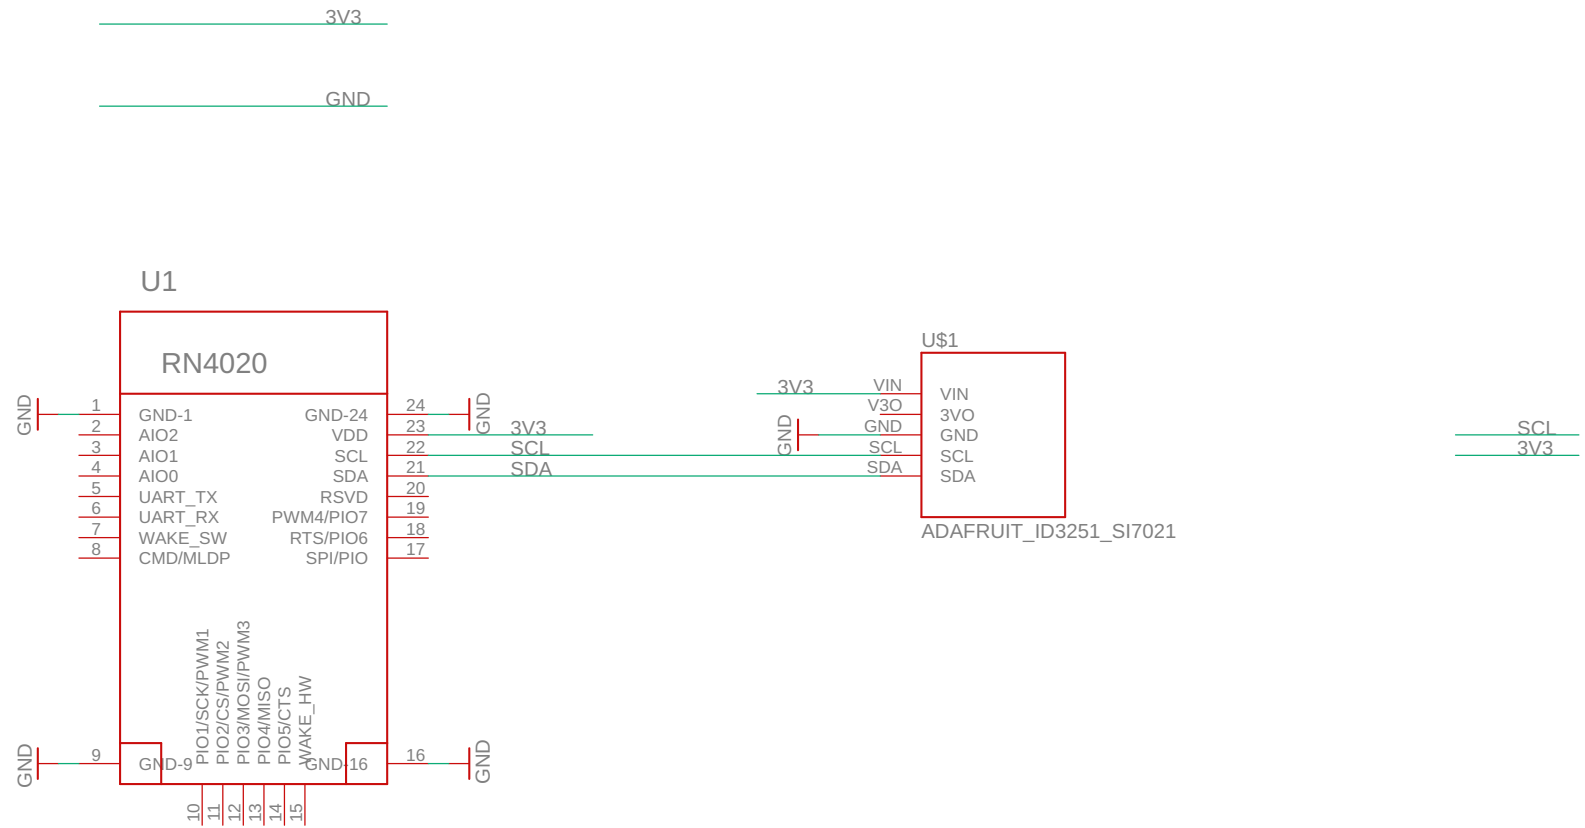 3V3
GND
U1
RN4020
GND
1
GND-1
2
AIO2
3
AIO1
4
AIO0
5
UART_TX
6
UART_RX
7
WAKE_SW
8
CMD/MLDP
GND-24
24
GND
VDD
23
3V3
SCL
22
SCL
SDA
21
SDA
RSVD
20
PWM4/PIO7
19
RTS/PIO6
18
SPI/PIO
17
PIO1/SCK/PWM1
PIO2/CS/PWM2
PIO3/MOSI/PWM3
PIO4/MISO
PIO5/CTS
WAKE_HW
GND
9
GND-9
GND-16
16
GND
10
11
12
13
14
15
U$1
3V3
VIN
VIN
V3O
3VO
GND
GND
GND
SCL
SCL
SDA
SDA
ADAFRUIT_ID3251_SI7021
SCL
3V3